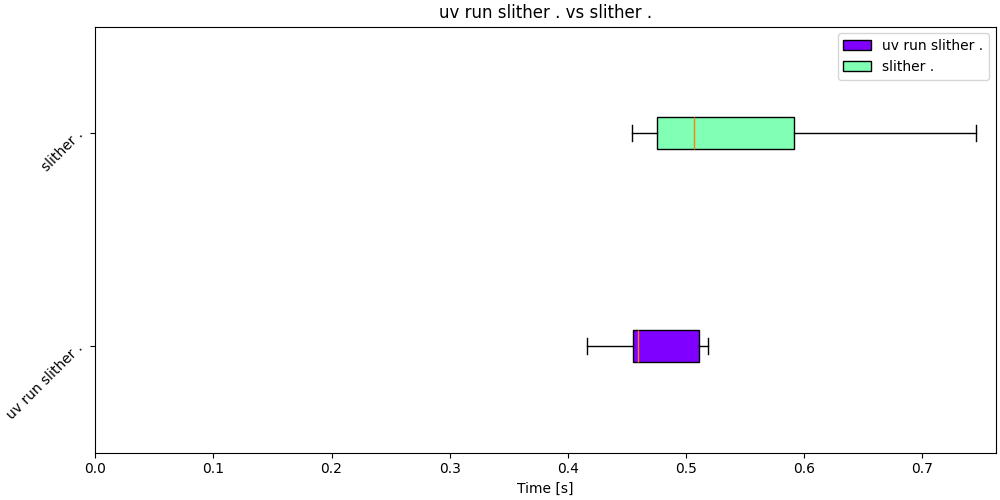 uv run slither . vs slither .
uv run slither .
slither .
slither .
uv run slither .
0.0 0.1 0.2 0.3 0.4 0.5 0.6 0.7
Time [s]